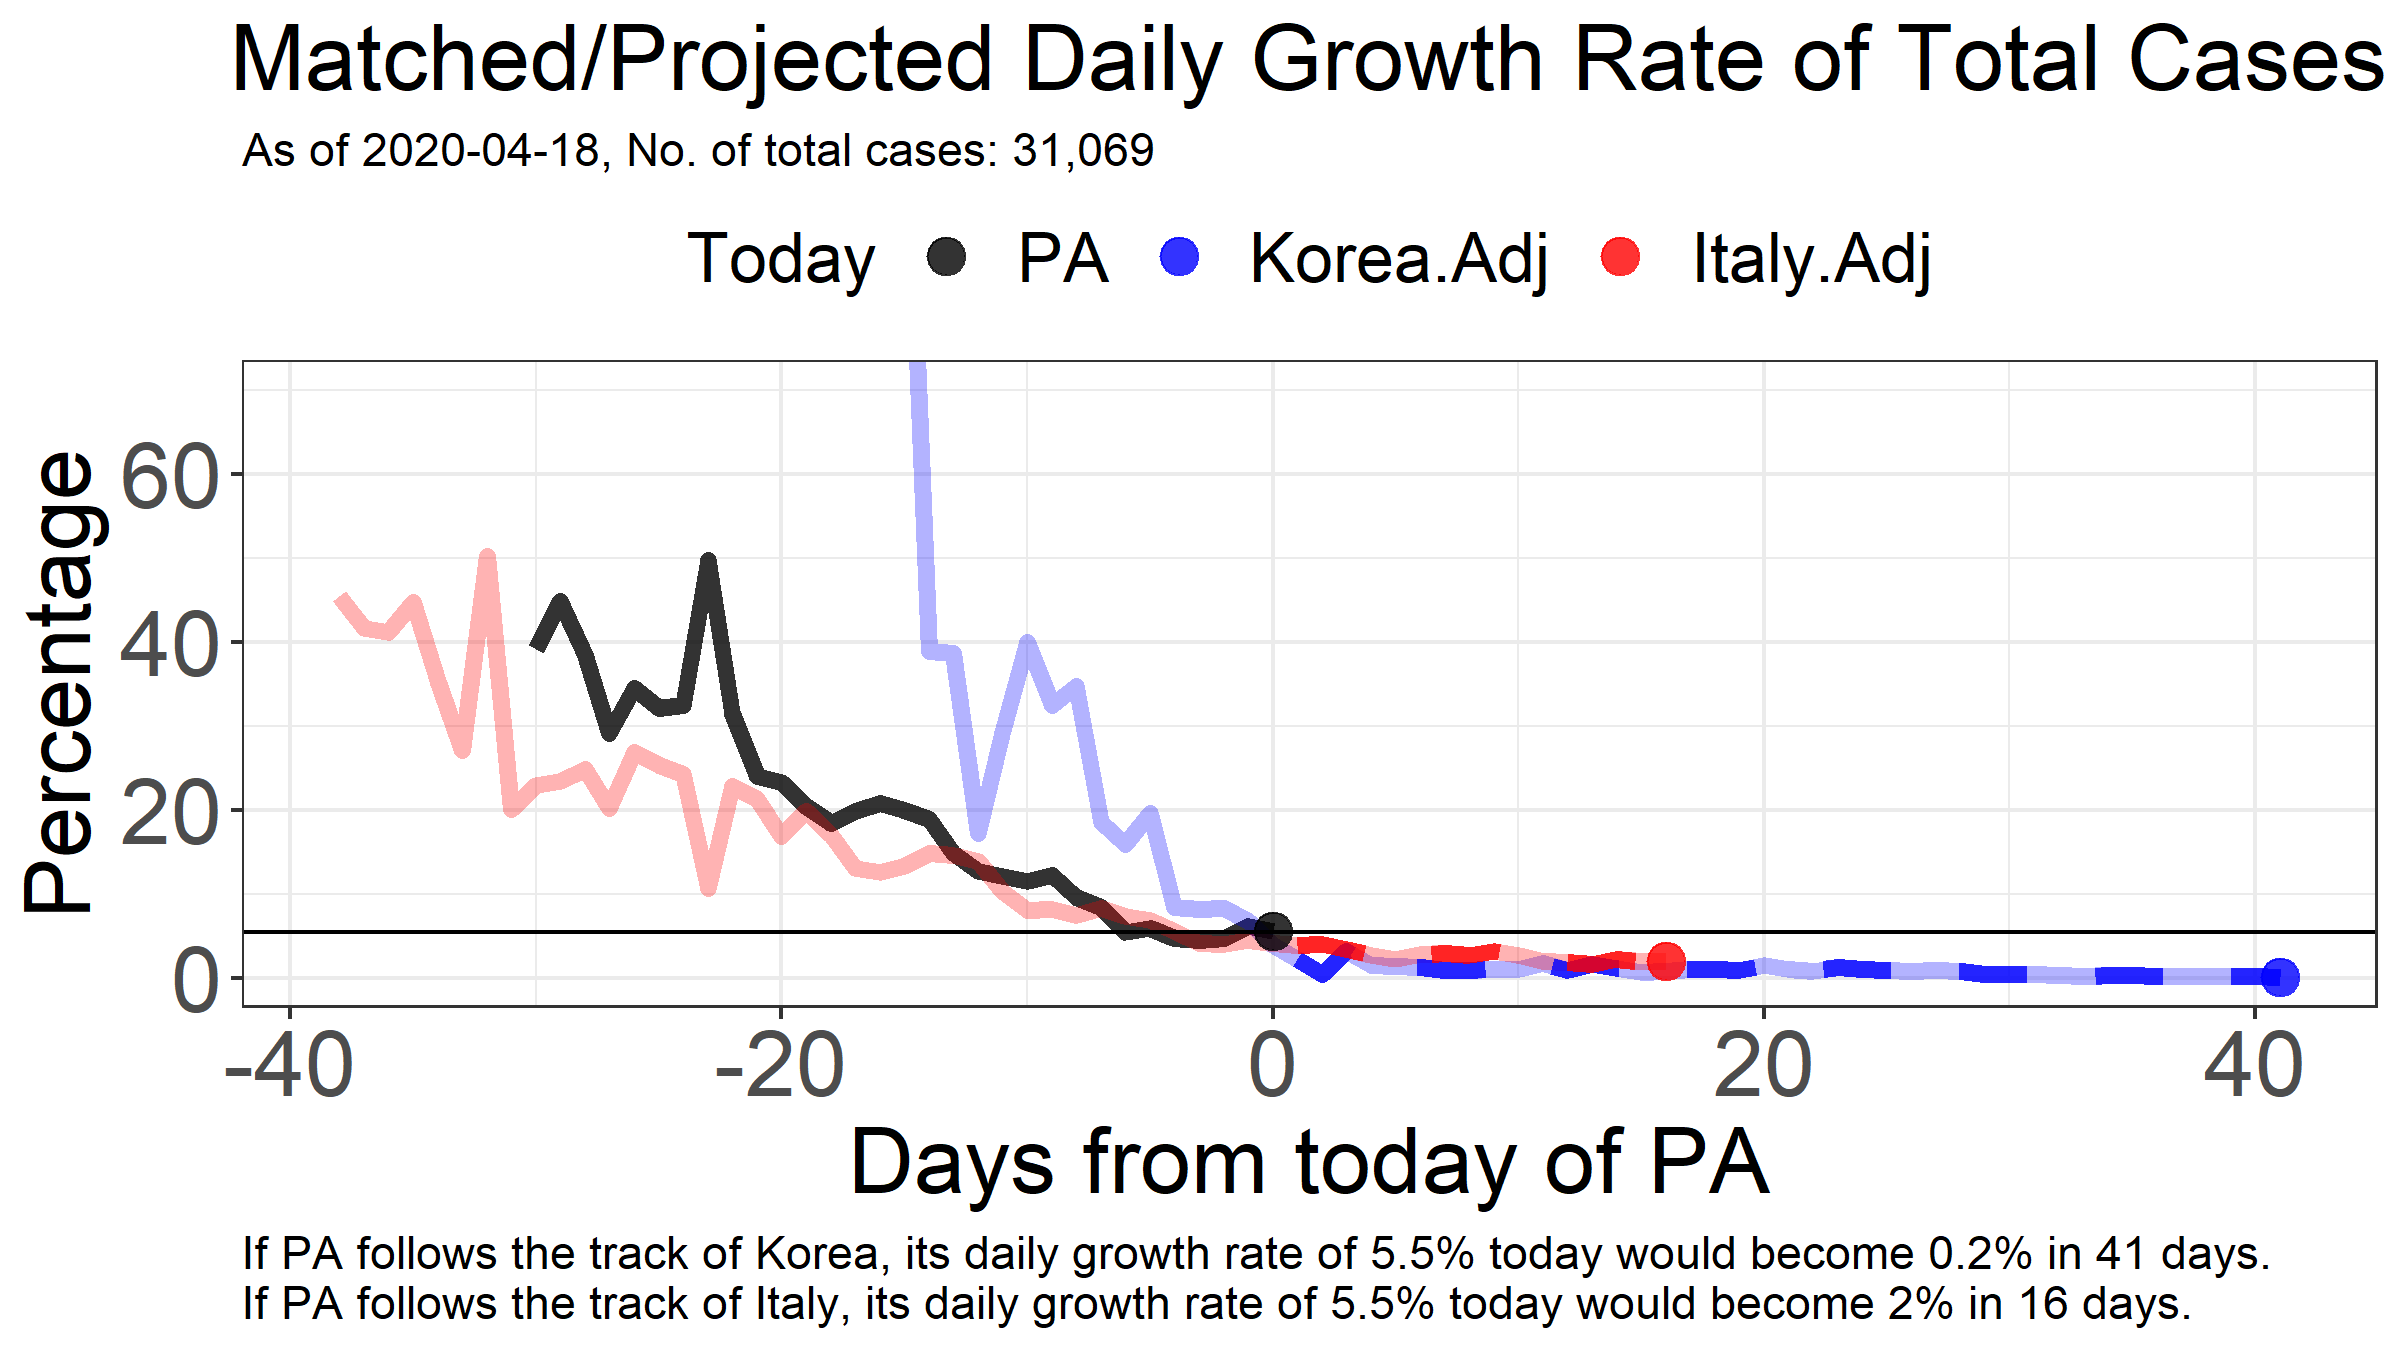 Matched/Projected Daily Growth Rate of Total Cases
As of 2020-04-18, No. of total cases: 31,069
Today PA Korea.Adj Italy.Adj
Percentage
60
40
20
0
-40 -20 0 20 40
Days from today of PA
If PA follows the track of Korea, its daily growth rate of 5.5% today would become 0.2% in 41 days.
If PA follows the track of Italy, its daily growth rate of 5.5% today would become 2% in 16 days.